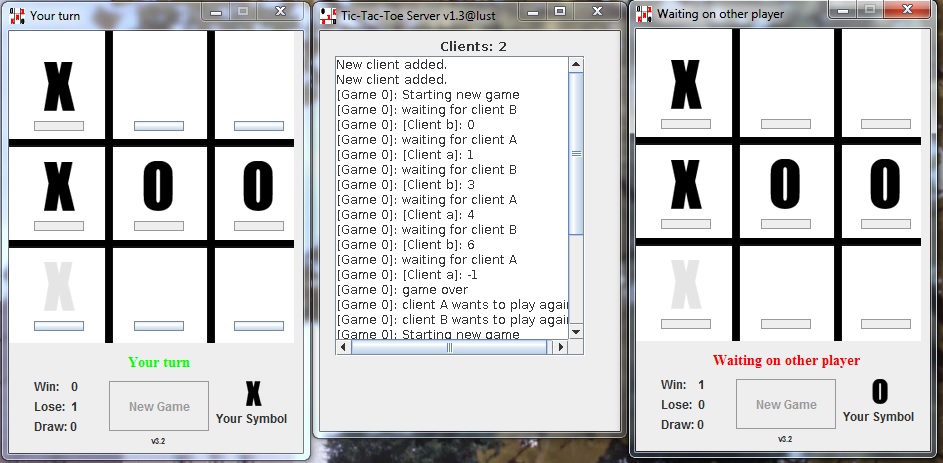 Your turn
X
X O O
X
Your turn
Win: 0
Lose: 1
Draw: 0
New Game
X
Your Symbol
v3.2
Tic-Tac-Toe Server v1.3@lust
Clients: 2
New client added.
New client added.
[Game 0]: Starting new game
[Game 0]: waiting for client B
[Game 0]: [Client b]: 0
[Game 0]: waiting for client A
[Game 0]: [Client a]: 1
[Game 0]: waiting for client B
[Game 0]: [Client b]: 3
[Game 0]: waiting for client A
[Game 0]: [Client a]: 4
[Game 0]: waiting for client B
[Game 0]: [Client b]: 6
[Game 0]: waiting for client A
[Game 0]: [Client a]: -1
[Game 0]: game over
[Game 0]: client A wants to play agai
[Game 0]: client B wants to play agai
[Game 0]: Starting new game
Waiting on other player
X
X O O
X
Waiting on other player
Win: 1
Lose: 0
Draw: 0
New Game
O
Your Symbol
v3.2